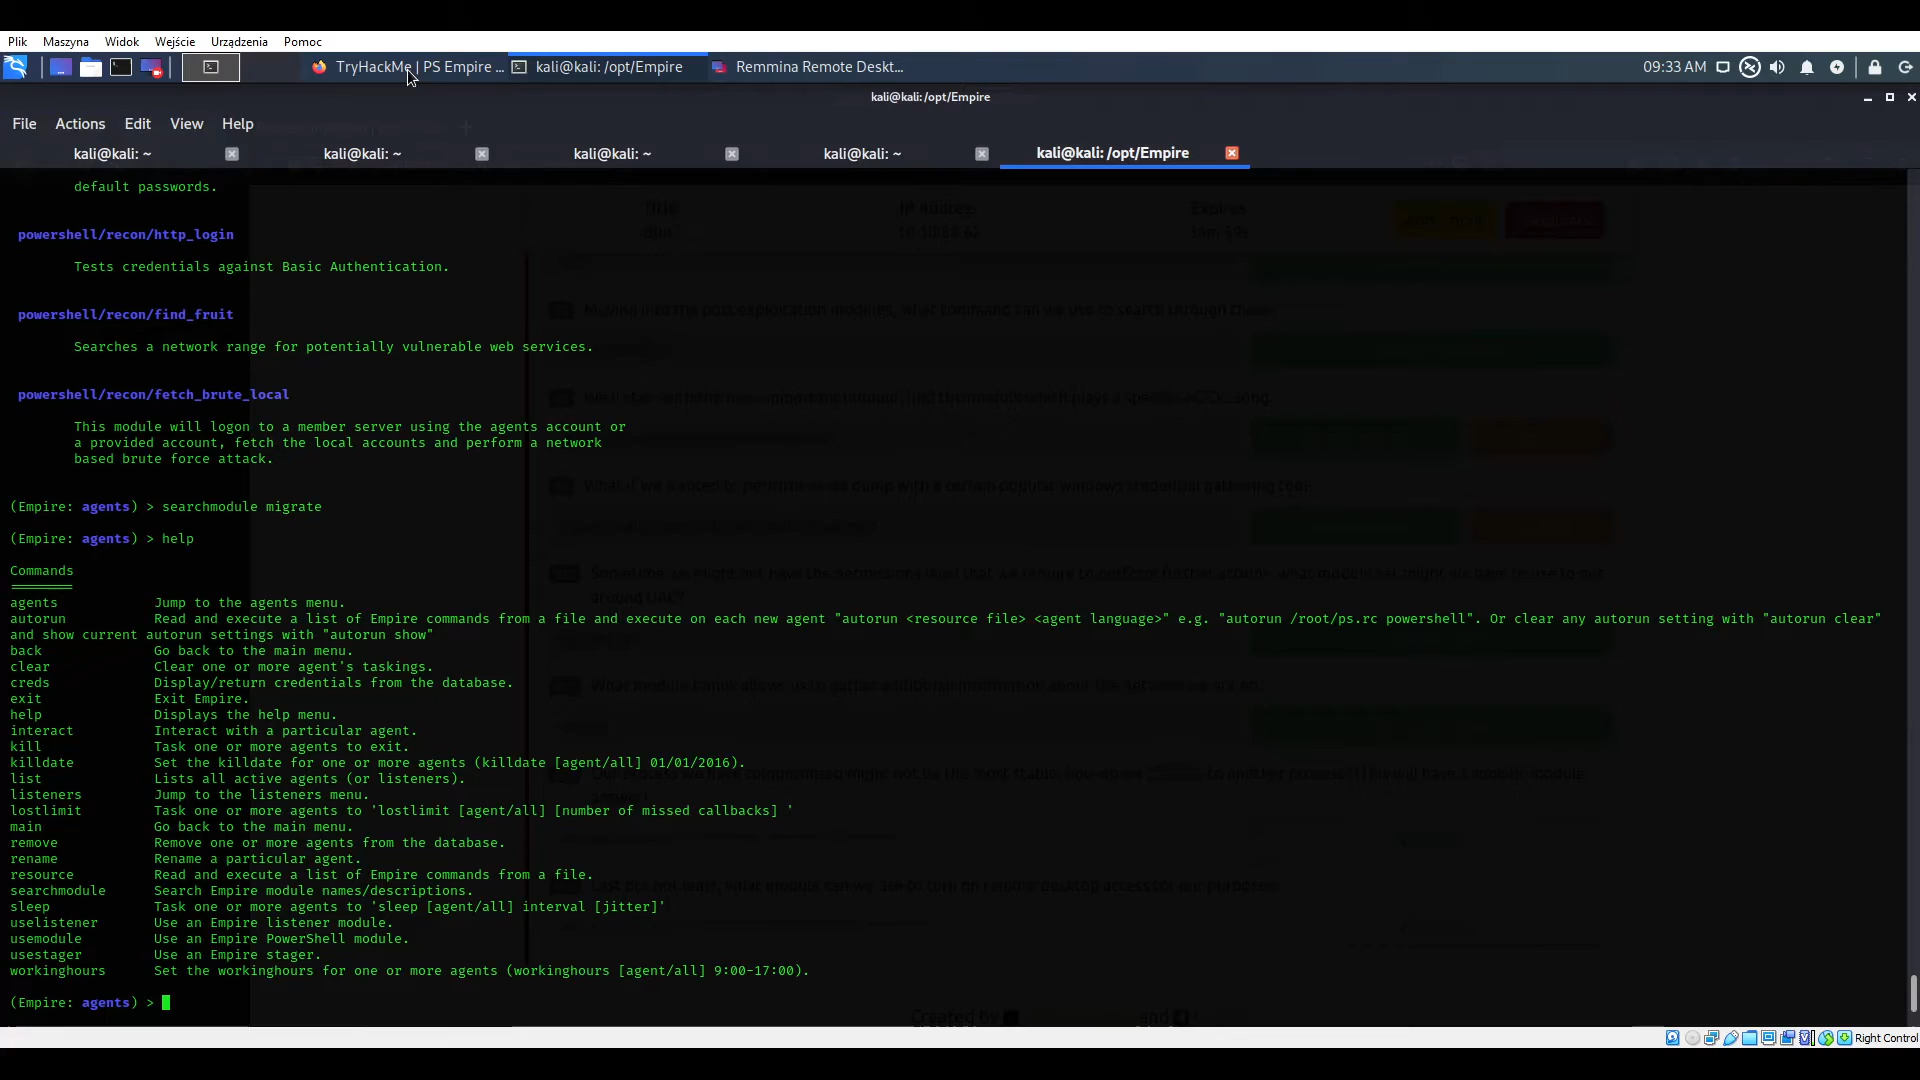 Plik Maszyna Widok Wejście Urządzenia Pomoc
TryHackMe | PS Empire ... kali@kali: /opt/Empire Remmina Remote Deskt... 09:33 AM
kali@kali: /opt/Empire
File Actions Edit View Help
kali@kali: ~ kali@kali: ~ kali@kali: ~ kali@kali: ~ kali@kali: /opt/Empire
default passwords.
powershell/recon/http_login
Tests credentials against Basic Authentication.
powershell/recon/find_fruit
Searches a network range for potentially vulnerable web services.
powershell/recon/fetch_brute_local
This module will logon to a member server using the agents account or
a provided account, fetch the local accounts and perform a network
based brute force attack.
(Empire: agents) > searchmodule migrate
(Empire: agents) > help
Commands
========
agents Jump to the agents menu.
autorun Read and execute a list of Empire commands from a file and execute on each new agent "autorun <resource file> <agent language>" e.g. "autorun /root/ps.rc powershell". Or clear any autorun setting with "autorun clear"
and show current autorun settings with "autorun show"
back Go back to the main menu.
clear Clear one or more agent's taskings.
creds Display/return credentials from the database.
exit Exit Empire.
help Displays the help menu.
interact Interact with a particular agent.
kill Task one or more agents to exit.
killdate Set the killdate for one or more agents (killdate [agent/all] 01/01/2016).
list Lists all active agents (or listeners).
listeners Jump to the listeners menu.
lostlimit Task one or more agents to 'lostlimit [agent/all] [number of missed callbacks] '
main Go back to the main menu.
remove Remove one or more agents from the database.
rename Rename a particular agent.
resource Read and execute a list of Empire commands from a file.
searchmodule Search Empire module names/descriptions.
sleep Task one or more agents to 'sleep [agent/all] interval [jitter]'
uselistener Use an Empire listener module.
usemodule Use an Empire PowerShell module.
usestager Use an Empire stager.
workinghours Set the workinghours for one or more agents (workinghours [agent/all] 9:00-17:00).
(Empire: agents) >
Created by and
Right Control